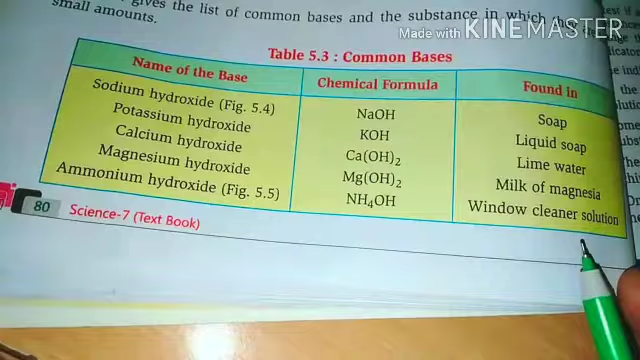 gives the list of common bases and the substance in which
small amounts.
Made with KINEMASTER
Table 5.3 : Common Bases
Name of the Base Chemical Formula Found in
Sodium hydroxide (Fig. 5.4) NaOH Soap
Potassium hydroxide KOH Liquid soap
Calcium hydroxide Ca(OH)2 Lime water
Magnesium hydroxide Mg(OH)2 Milk of magnesia
Ammonium hydroxide (Fig. 5.5) NH4OH Window cleaner solution
80 Science-7 (Text Book)